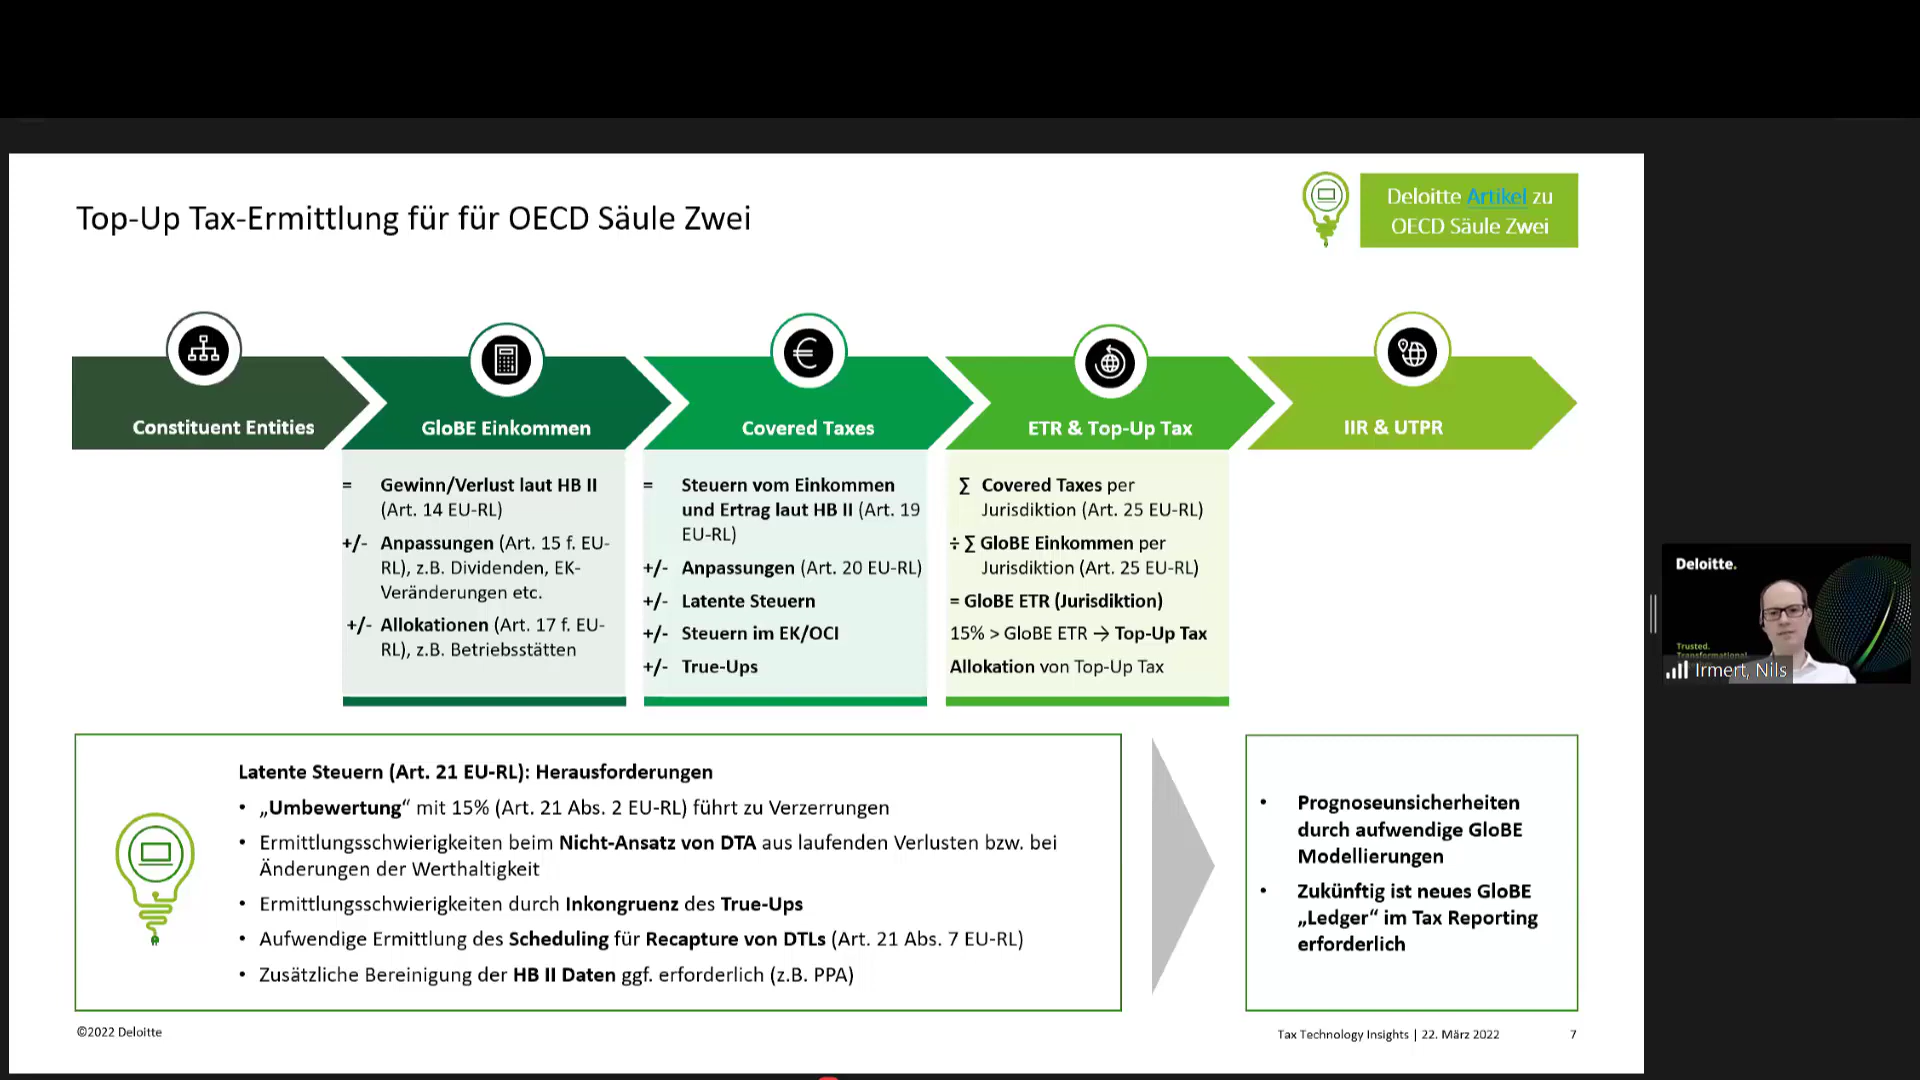 Top-Up Tax-Ermittlung für für OECD Säule Zwei
Deloitte Artikel zu
OECD Säule Zwei
Constituent Entities
GloBE Einkommen
Covered Taxes
ETR & Top-Up Tax
IIR & UTPR
= Gewinn/Verlust laut HB II
(Art. 14 EU-RL)
+/- Anpassungen (Art. 15 f. EU-
RL), z.B. Dividenden, EK-
Veränderungen etc.
+/- Allokationen (Art. 17 f. EU-
RL), z.B. Betriebsstätten
= Steuern vom Einkommen
und Ertrag laut HB II (Art. 19
EU-RL)
+/- Anpassungen (Art. 20 EU-RL)
+/- Latente Steuern
+/- Steuern im EK/OCI
+/- True-Ups
∑ Covered Taxes per
Jurisdiktion (Art. 25 EU-RL)
÷ ∑ GloBE Einkommen per
Jurisdiktion (Art. 25 EU-RL)
= GloBE ETR (Jurisdiktion)
15% > GloBE ETR → Top-Up Tax
Allokation von Top-Up Tax
Latente Steuern (Art. 21 EU-RL): Herausforderungen
• „Umbewertung“ mit 15% (Art. 21 Abs. 2 EU-RL) führt zu Verzerrungen
• Ermittlungsschwierigkeiten beim Nicht-Ansatz von DTA aus laufenden Verlusten bzw. bei
Änderungen der Werthaltigkeit
• Ermittlungsschwierigkeiten durch Inkongruenz des True-Ups
• Aufwendige Ermittlung des Scheduling für Recapture von DTLs (Art. 21 Abs. 7 EU-RL)
• Zusätzliche Bereinigung der HB II Daten ggf. erforderlich (z.B. PPA)
• Prognoseunsicherheiten
durch aufwendige GloBE
Modellierungen
• Zukünftig ist neues GloBE
„Ledger“ im Tax Reporting
erforderlich
©2022 Deloitte
Tax Technology Insights | 22. März 2022
7
Deloitte.
Trusted.
Transformational.
Irmert, Nils